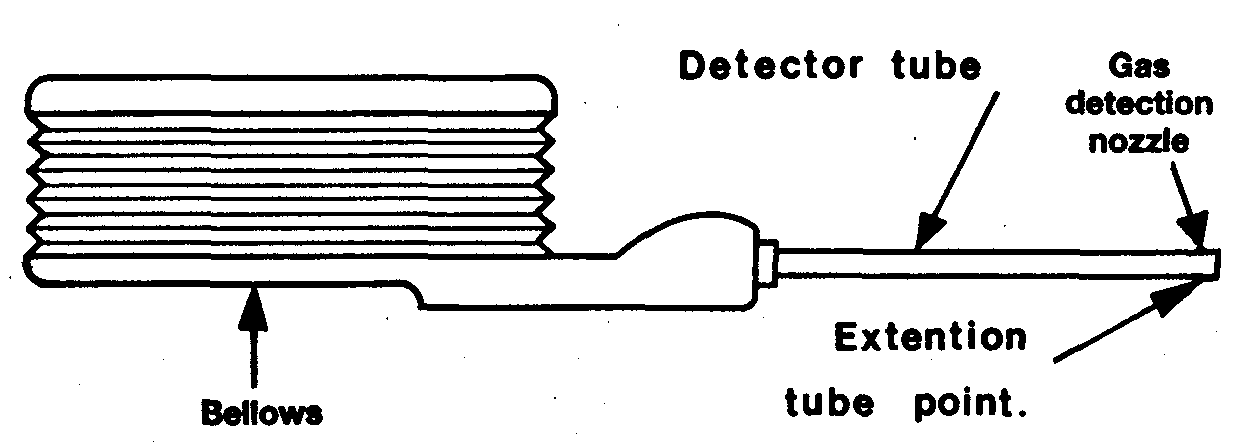 Detector tube
Gas
detection
nozzle
Extention
tube point.
Bellows